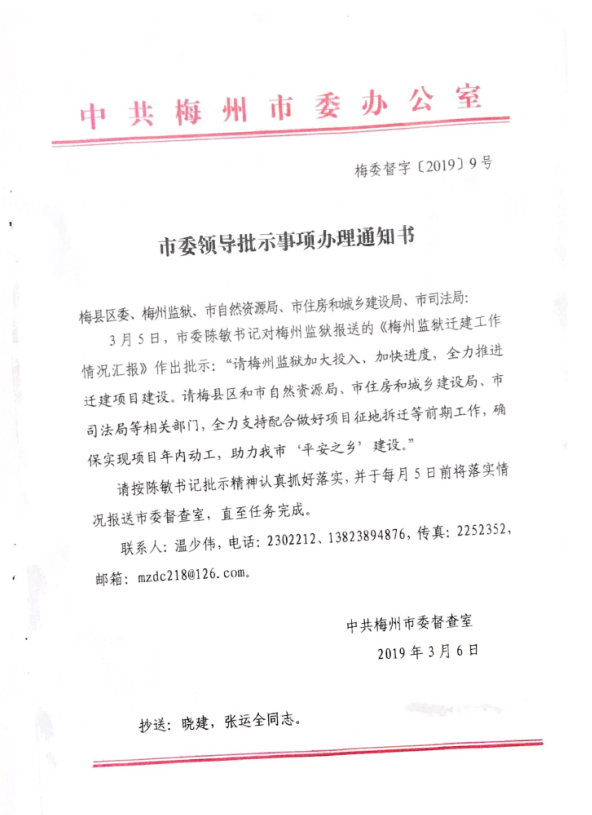 中共梅州市委办公室
梅委督字〔2019〕9号
市委领导批示事项办理通知书
梅县区委、梅州监狱、市自然资源局、市住房和城乡建设局、市司法局：
3月5日，市委陈敏书记对梅州监狱报送的《梅州监狱迁建工作
情况汇报》作出批示：“请梅州监狱加大投入、加快进度，全力推进
迁建项目建设。请梅县区和市自然资源局、市住房和城乡建设局、市
司法局等相关部门，全力支持配合做好项目征地拆迁等前期工作，确
保实现项目年内动工，助力我市‘平安之乡’建设。”
请按陈敏书记批示精神认真抓好落实，并于每月5日前将落实情
况报送市委督查室，直至任务完成。
联系人：温少伟，电话：2302212、13823894876，传真：2252352，
邮箱：mzdc218@126.com。
中共梅州市委督查室
2019年3月6日
抄送：晓建，张运全同志。